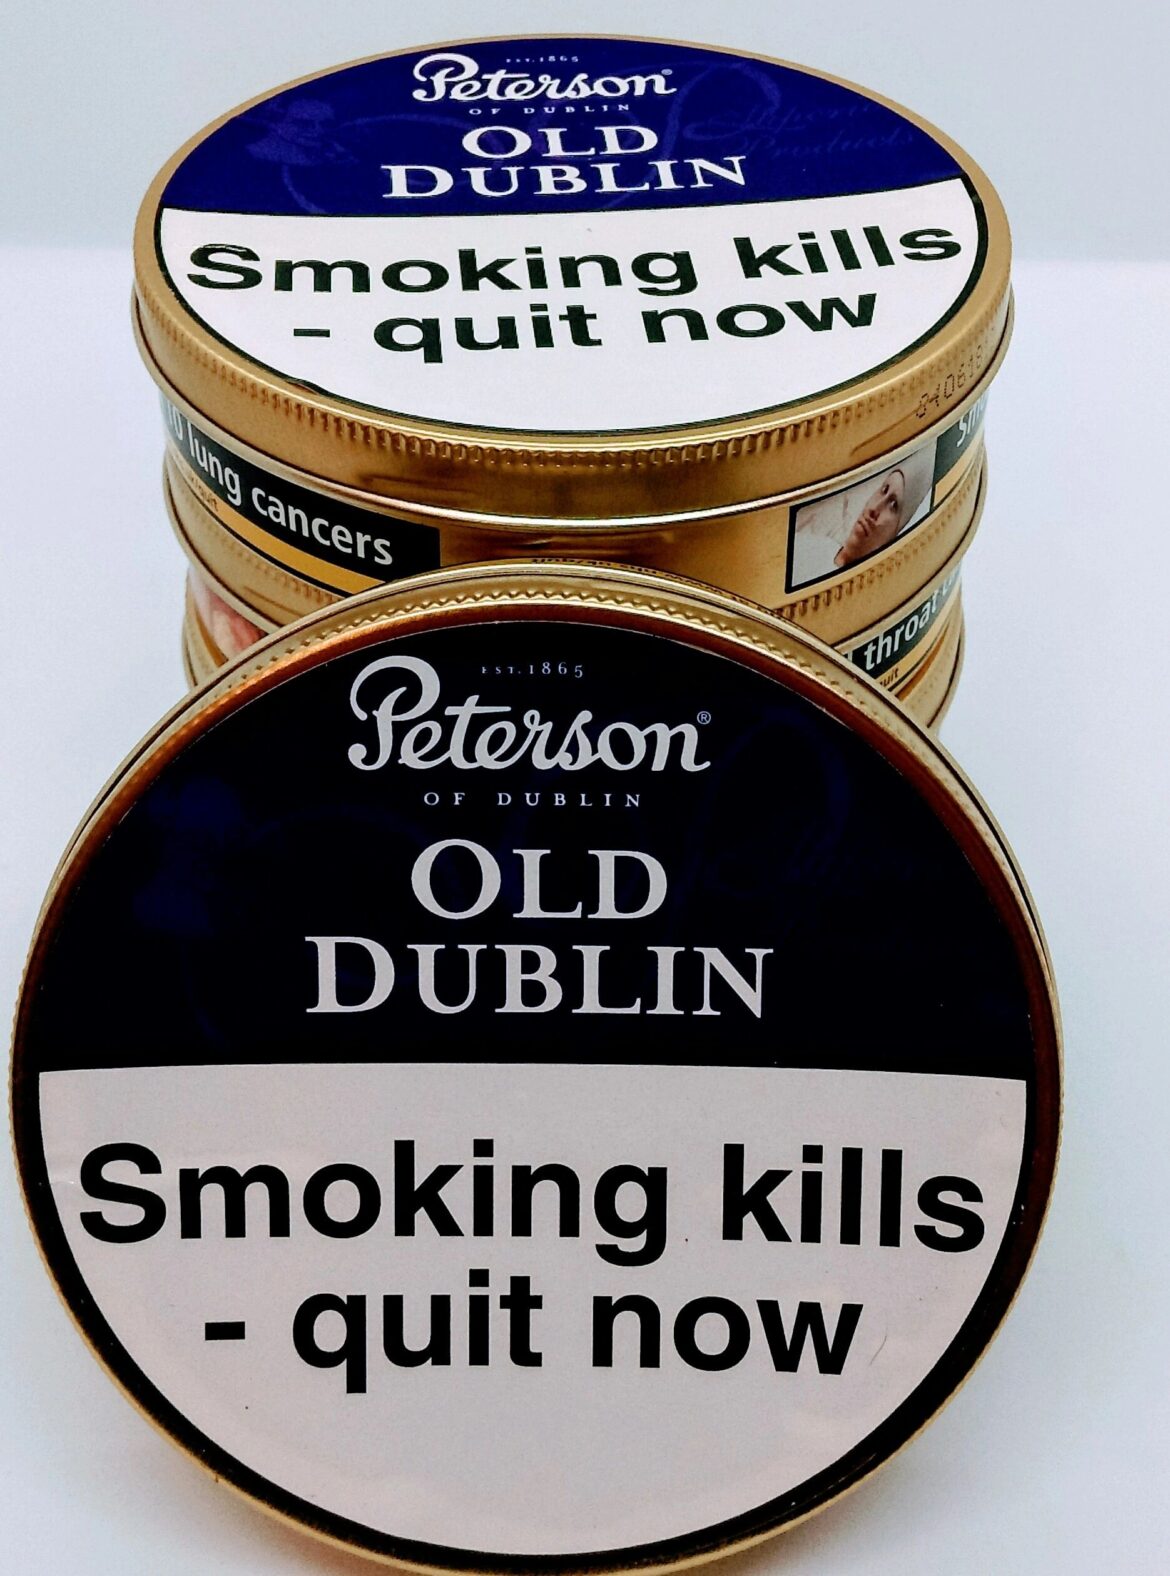 EST. 1865
Peterson®
OF DUBLIN
OLD
DUBLIN
Smoking kills
- quit now
lung cancers
throat
EST. 1865
Peterson®
OF DUBLIN
OLD
DUBLIN
Smoking kills
- quit now